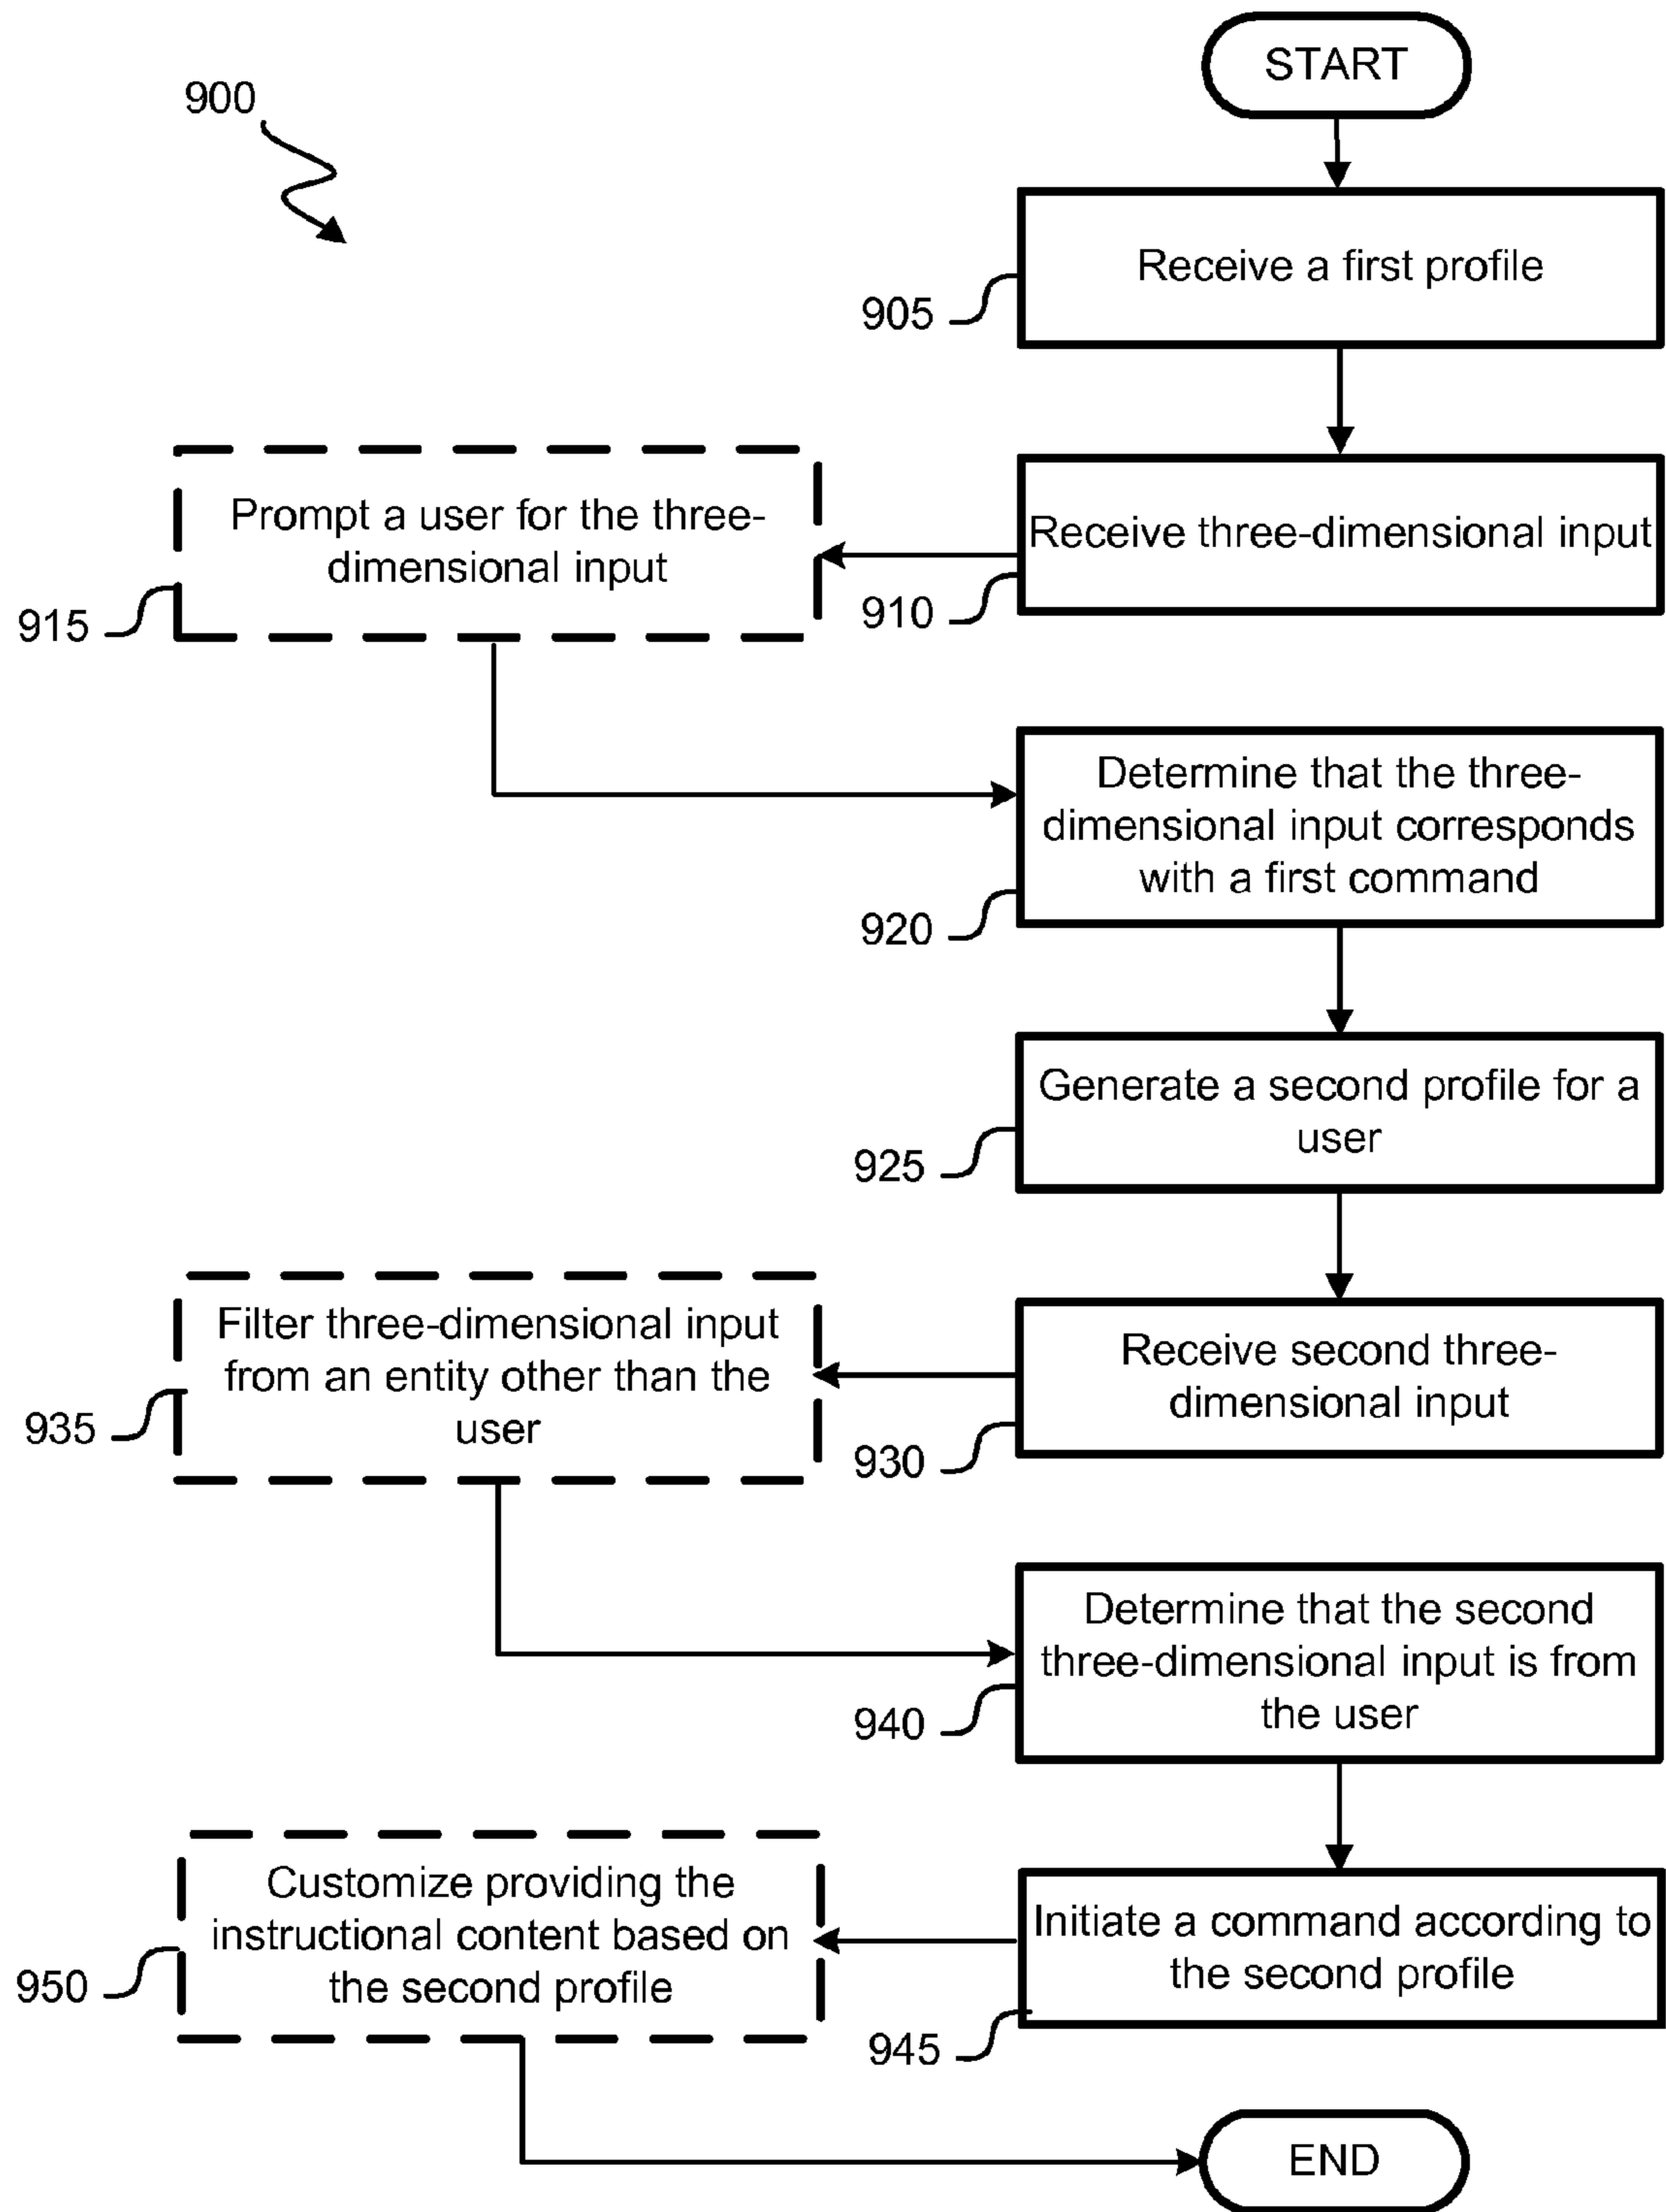 START
900
Receive a first profile
905
Prompt a user for the three-
dimensional input
915
Receive three-dimensional input
910
Determine that the three-
dimensional input corresponds
with a first command
920
Generate a second profile for a
user
925
Filter three-dimensional input
from an entity other than the
user
935
Receive second three-
dimensional input
930
Determine that the second
three-dimensional input is from
the user
940
Customize providing the
instructional content based on
the second profile
950
Initiate a command according to
the second profile
945
END